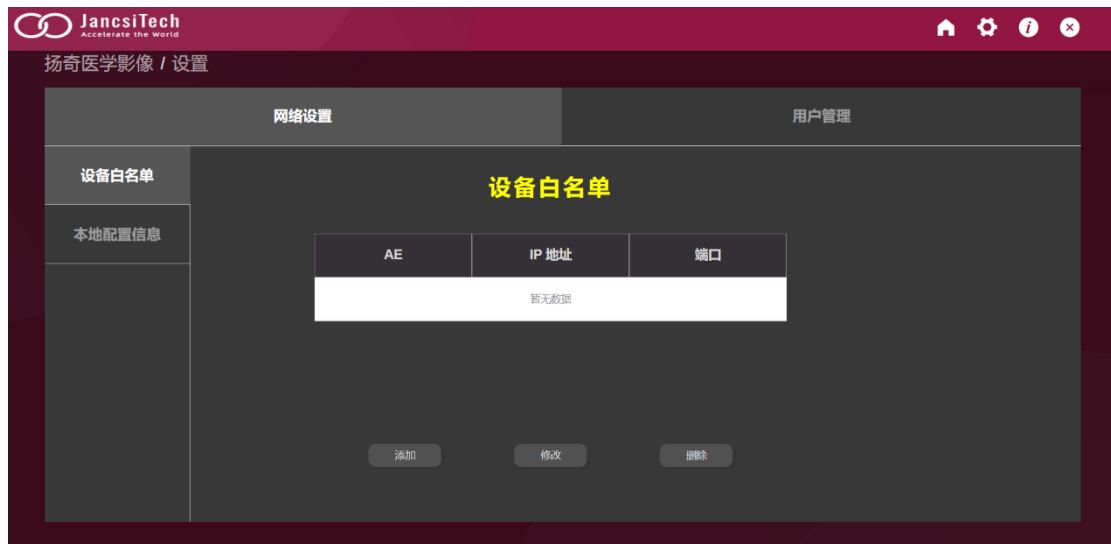 JancsiTech
Accelerate the World
扬奇医学影像 / 设置
网络设置 用户管理
设备白名单
本地配置信息
设备白名单
AE IP 地址 端口
暂无数据
添加 修改 删除